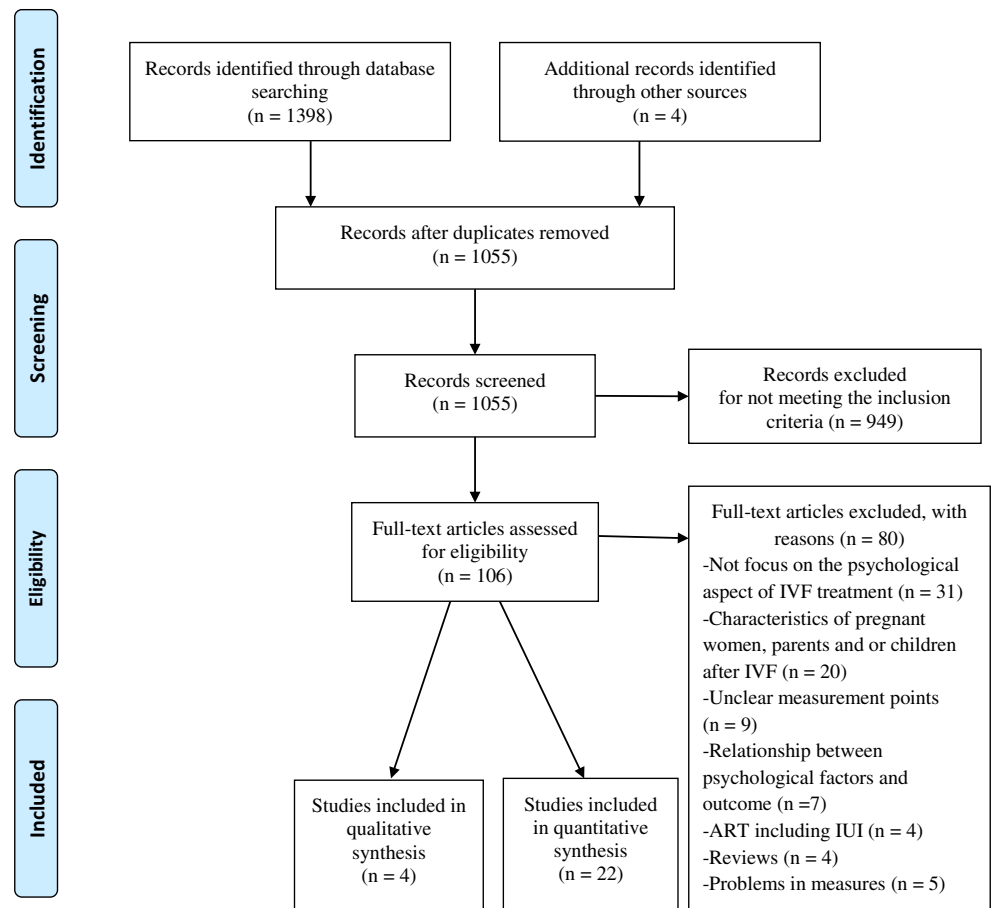 Identification
Records identified through database
searching
(n = 1398)
Additional records identified
through other sources
(n = 4)
Records after duplicates removed
(n = 1055)
Screening
Records screened
(n = 1055)
Records excluded
for not meeting the inclusion
criteria (n = 949)
Eligibility
Full-text articles assessed
for eligibility
(n = 106)
Full-text articles excluded, with
reasons (n = 80)
-Not focus on the psychological
aspect of IVF treatment (n = 31)
-Characteristics of pregnant
women, parents and or children
after IVF (n = 20)
-Unclear measurement points
(n = 9)
-Relationship between
psychological factors and
outcome (n =7)
-ART including IUI (n = 4)
-Reviews (n = 4)
-Problems in measures (n = 5)
Included
Studies included in
qualitative
synthesis
(n = 4)
Studies included
in quantitative
synthesis
(n = 22)